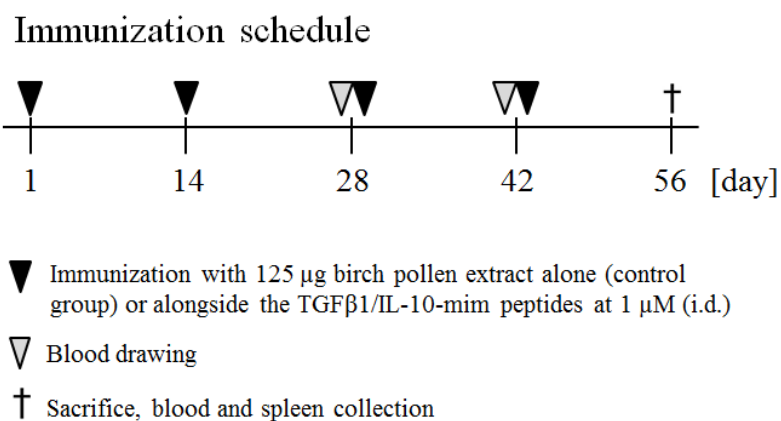 Immunization schedule
1 14 28 42 56 [day]
Immunization with 125 µg birch pollen extract alone (control
group) or alongside the TGFβ1/IL-10-mim peptides at 1 µM (i.d.)
Blood drawing
Sacrifice, blood and spleen collection